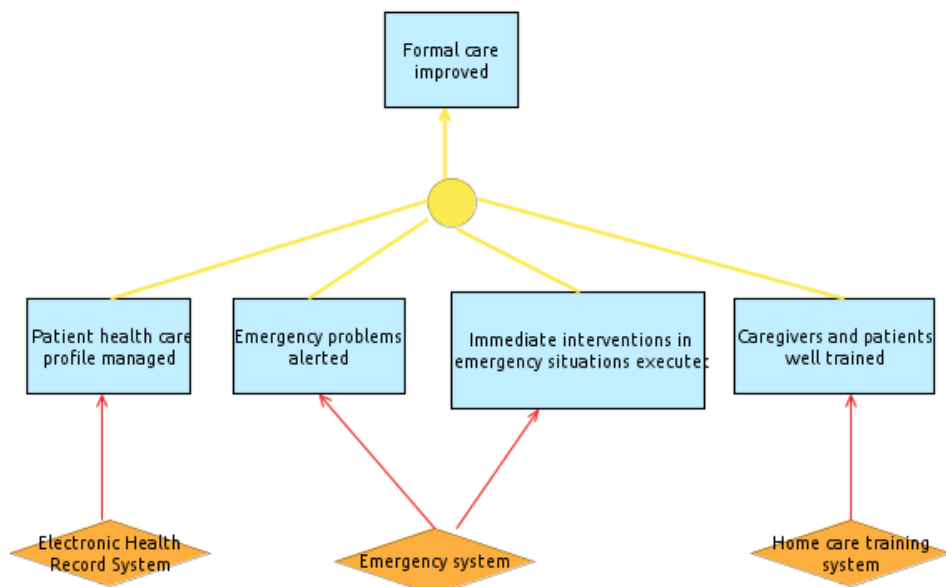 Formal care
improved
Patient health care
profile managed
Emergency problems
alerted
Immediate interventions in
emergency situations execute
Caregivers and patients
well trained
Electronic Health
Record System
Emergency system
Home care training
system